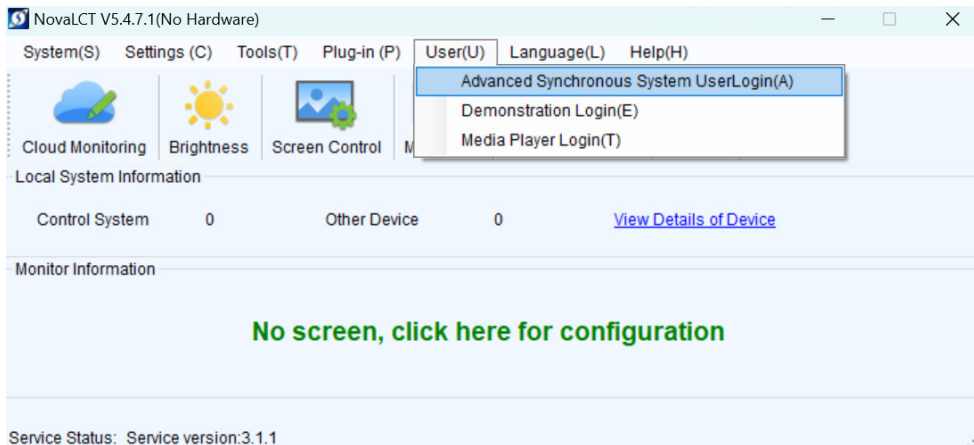 NovaLCT V5.4.7.1(No Hardware)
System(S) Settings (C) Tools(T) Plug-in (P) User(U) Language(L) Help(H)
Advanced Synchronous System UserLogin(A)
Demonstration Login(E)
Media Player Login(T)
Cloud Monitoring Brightness Screen Control
Local System Information
Control System 0 Other Device 0 View Details of Device
Monitor Information
No screen, click here for configuration
Service Status: Service version:3.1.1